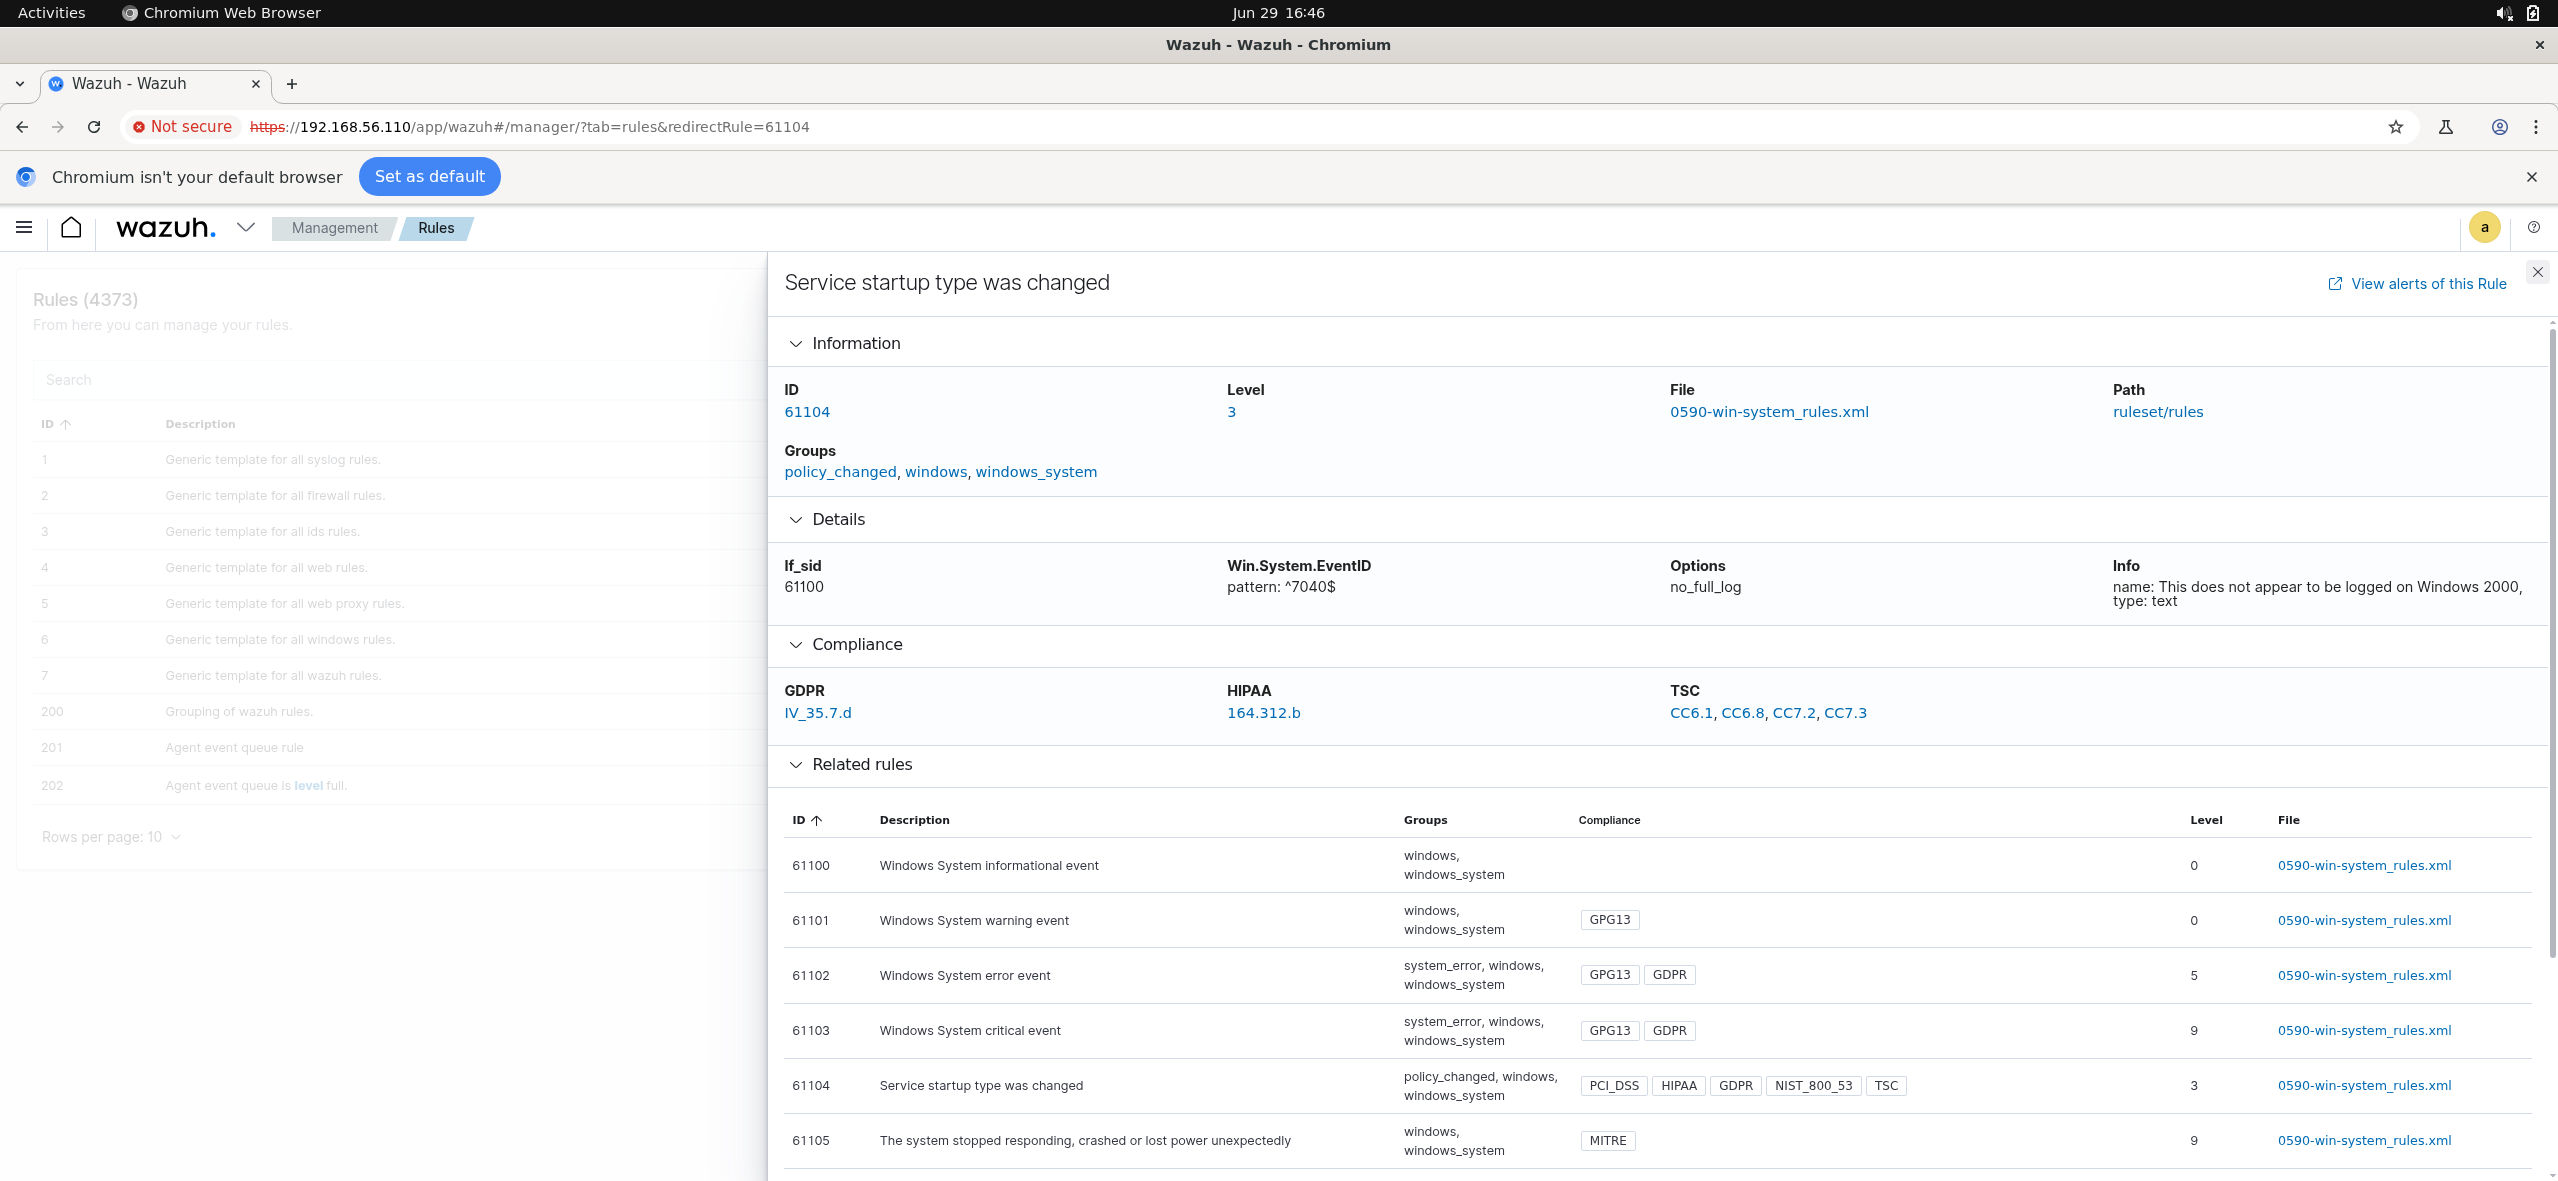 Activities
Chromium Web Browser
Jun 29 16:46
Wazuh - Wazuh - Chromium
Wazuh - Wazuh
Not secure
https://192.168.56.110/app/wazuh#/manager/?tab=rules&redirectRule=61104
Chromium isn't your default browser
Set as default
wazuh.
Management
Rules
a
Rules (4373)
From here you can manage your rules.
Search
ID Description
1 Generic template for all syslog rules.
2 Generic template for all firewall rules.
3 Generic template for all ids rules.
4 Generic template for all web rules.
5 Generic template for all web proxy rules.
6 Generic template for all windows rules.
7 Generic template for all wazuh rules.
200 Grouping of wazuh rules.
201 Agent event queue rule
202 Agent event queue is level full.
Rows per page: 10
Service startup type was changed
View alerts of this Rule
Information
ID Level File Path
61104 3 0590-win-system_rules.xml ruleset/rules
Groups
policy_changed, windows, windows_system
Details
If_sid Win.System.EventID Options Info
61100 pattern: ^7040$ no_full_log name: This does not appear to be logged on Windows 2000,
type: text
Compliance
GDPR HIPAA TSC
IV_35.7.d 164.312.b CC6.1, CC6.8, CC7.2, CC7.3
Related rules
ID Description Groups Compliance Level File
61100 Windows System informational event windows, windows_system 0 0590-win-system_rules.xml
61101 Windows System warning event windows, windows_system GPG13 0 0590-win-system_rules.xml
61102 Windows System error event system_error, windows, windows_system GPG13 GDPR 5 0590-win-system_rules.xml
61103 Windows System critical event system_error, windows, windows_system GPG13 GDPR 9 0590-win-system_rules.xml
61104 Service startup type was changed policy_changed, windows, windows_system PCI_DSS HIPAA GDPR NIST_800_53 TSC 3 0590-win-system_rules.xml
61105 The system stopped responding, crashed or lost power unexpectedly windows, windows_system MITRE 9 0590-win-system_rules.xml